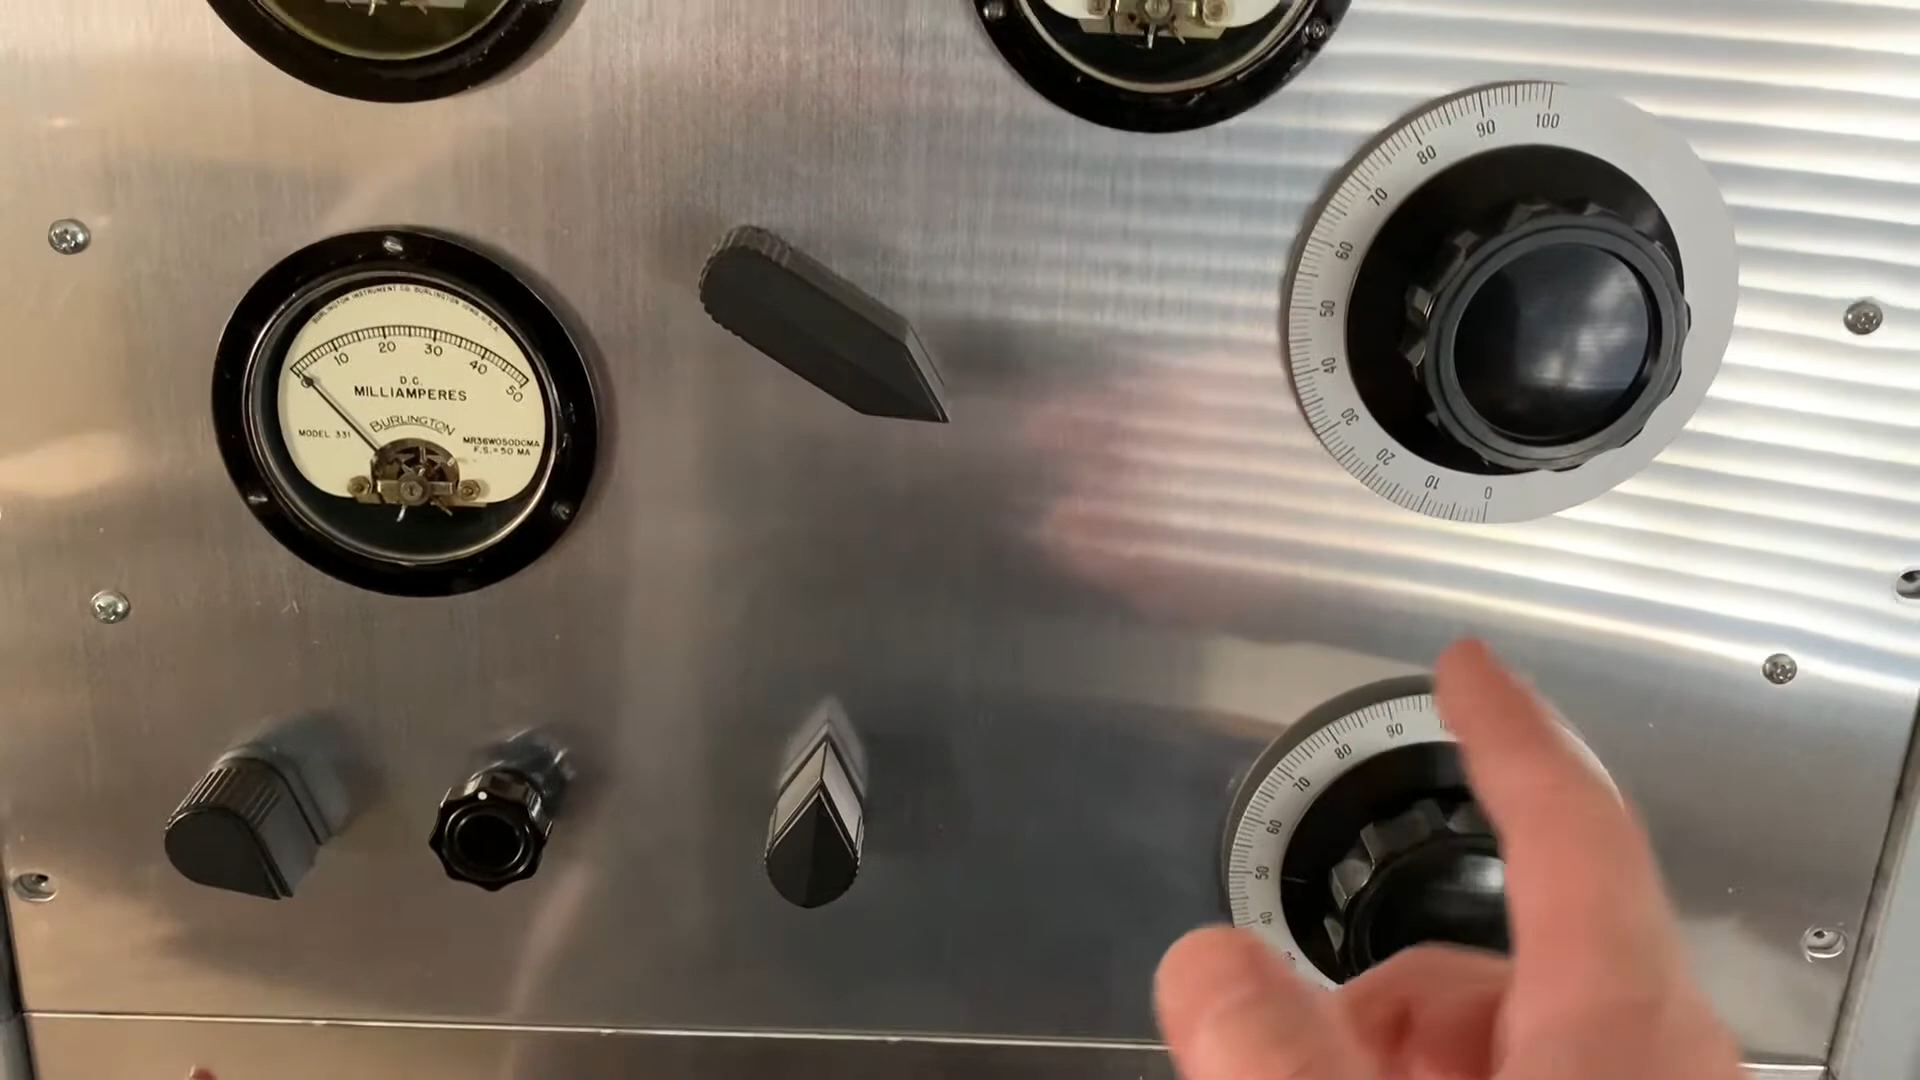 BURLINGTON INSTRUMENT CO. BURLINGTON IOWA U.S.A.
0 10 20 30 40 50
D.C.
MILLIAMPERES
BURLINGTON
MODEL 331
MR36W050DCMA
F.S.=50 MA
100
90
80
70
60
50
40
30
20
10
0
90
80
70
60
50
40